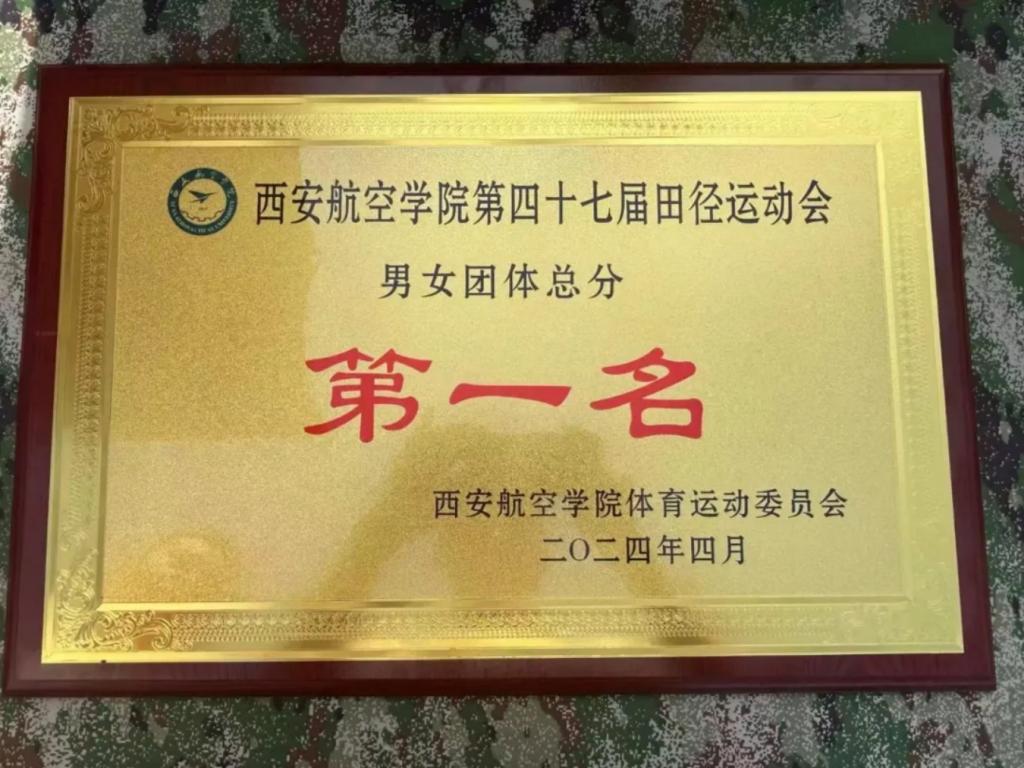 西安航空学院第四十七届田径运动会
男女团体总分
第一名
西安航空学院体育运动委员会
二〇二四年四月